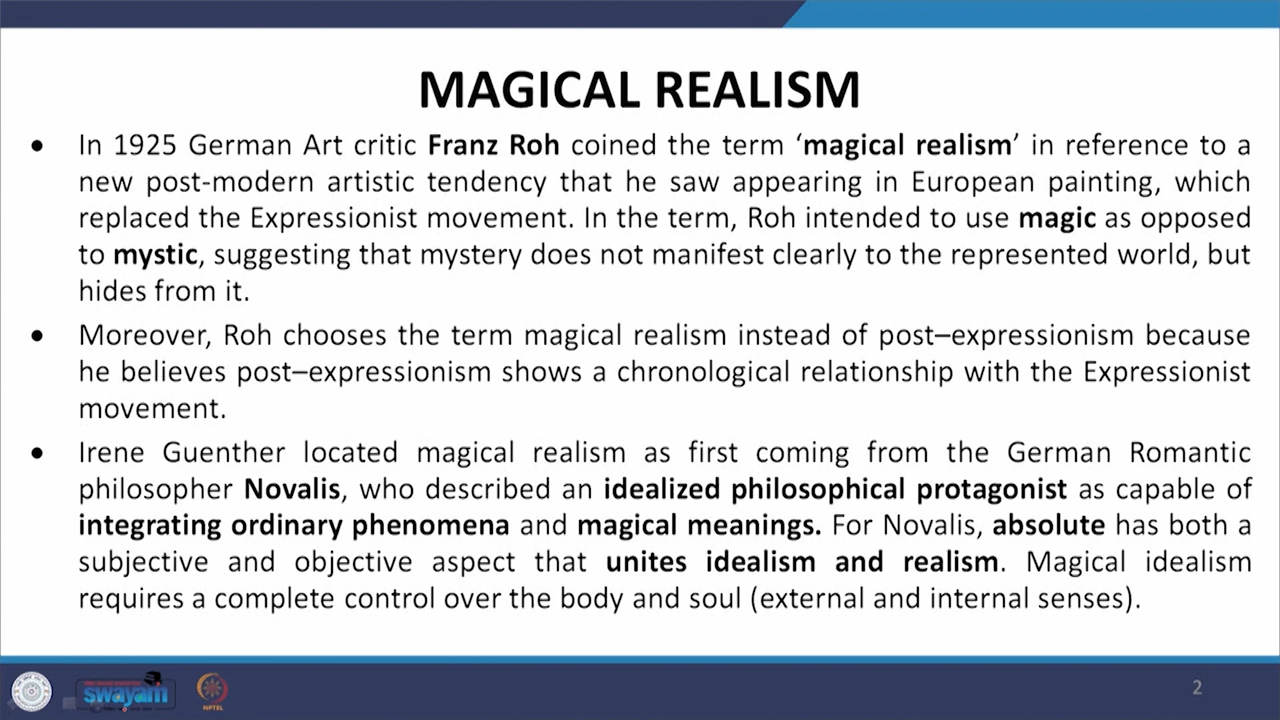 MAGICAL REALISM
• In 1925 German Art critic Franz Roh coined the term ‘magical realism’ in reference to a
new post-modern artistic tendency that he saw appearing in European painting, which
replaced the Expressionist movement. In the term, Roh intended to use magic as opposed
to mystic, suggesting that mystery does not manifest clearly to the represented world, but
hides from it.
• Moreover, Roh chooses the term magical realism instead of post–expressionism because
he believes post–expressionism shows a chronological relationship with the Expressionist
movement.
• Irene Guenther located magical realism as first coming from the German Romantic
philosopher Novalis, who described an idealized philosophical protagonist as capable of
integrating ordinary phenomena and magical meanings. For Novalis, absolute has both a
subjective and objective aspect that unites idealism and realism. Magical idealism
requires a complete control over the body and soul (external and internal senses).
swayam
NPTEL
2